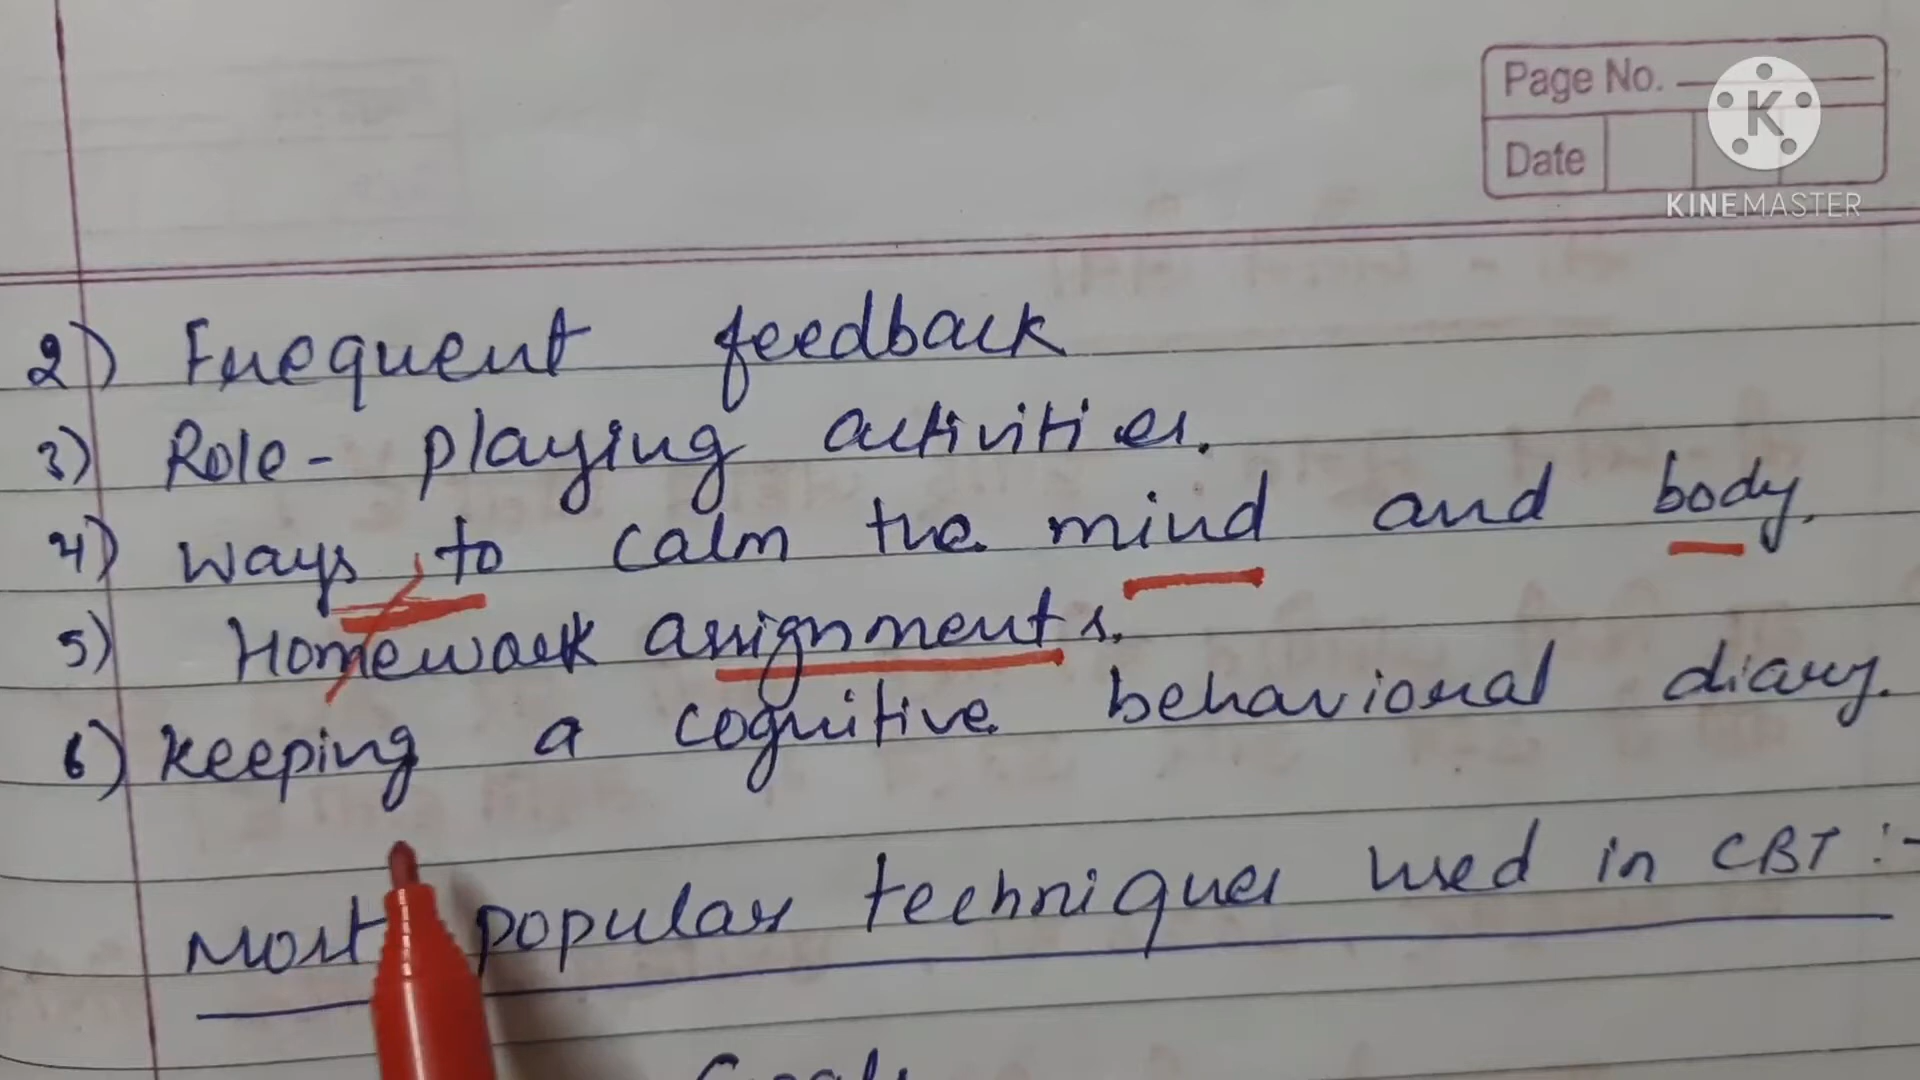 Page No.
Date
K
KINEMASTER
2) Frequent feedback
3) Role-playing activities.
4) Ways to calm the mind and body.
5) Homework assignments.
6) Keeping a cognitive behavioral diary.
Most popular techniques used in CBT :-